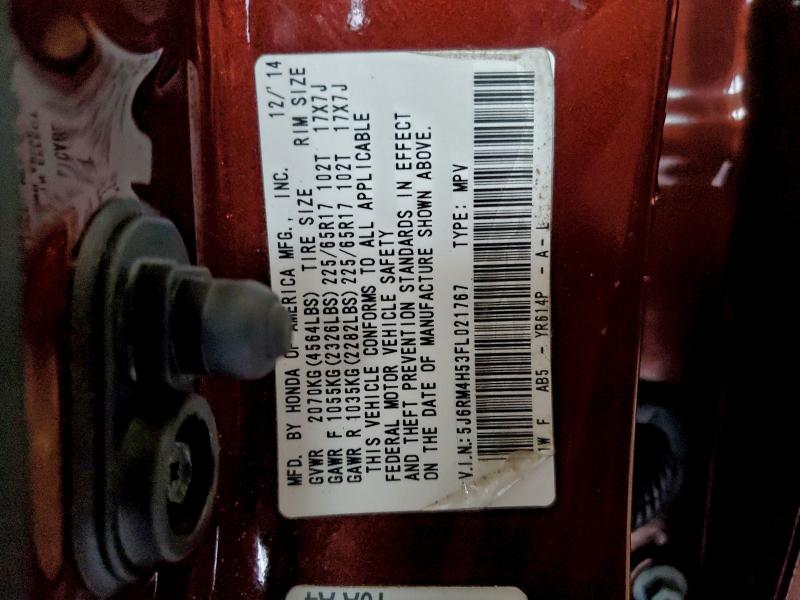 MFD. BY HONDA OF AMERICA MFG., INC. 12/'14
GVWR 2070KG(4564LBS) TIRE SIZE RIM SIZE
GAWR F 1055KG(2326LBS) 225/65R17 102T 17X7J
GAWR R 1035KG(2282LBS) 225/65R17 102T 17X7J
THIS VEHICLE CONFORMS TO ALL APPLICABLE
FEDERAL MOTOR VEHICLE SAFETY
AND THEFT PREVENTION STANDARDS IN EFFECT
ON THE DATE OF MANUFACTURE SHOWN ABOVE.
V.I.N.:5J6RM4H53FL021767 TYPE: MPV
W F AB5 - YR614P - A - L